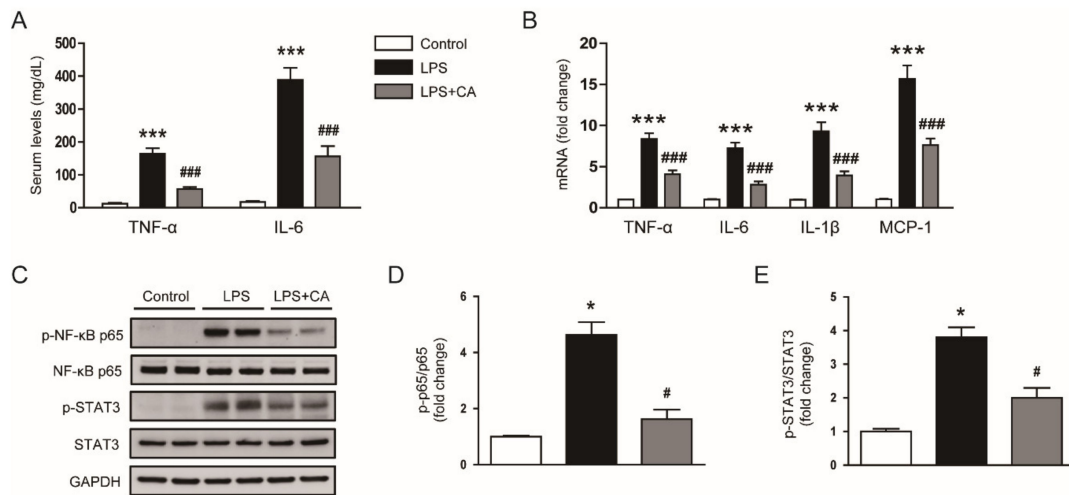 A
Serum levels (mg/dL)
500
400
300
200
100
0
***
###
***
###
TNF-α
IL-6
Control
LPS
LPS+CA
B
mRNA (fold change)
20
15
10
5
0
***
###
***
###
***
###
***
###
TNF-α
IL-6
IL-1β
MCP-1
C
Control
LPS
LPS+CA
p-NF-κB p65
NF-κB p65
p-STAT3
STAT3
GAPDH
D
p-p65/p65
(fold change)
6
4
2
0
*
#
E
p-STAT3/STAT3
(fold change)
5
4
3
2
1
0
*
#